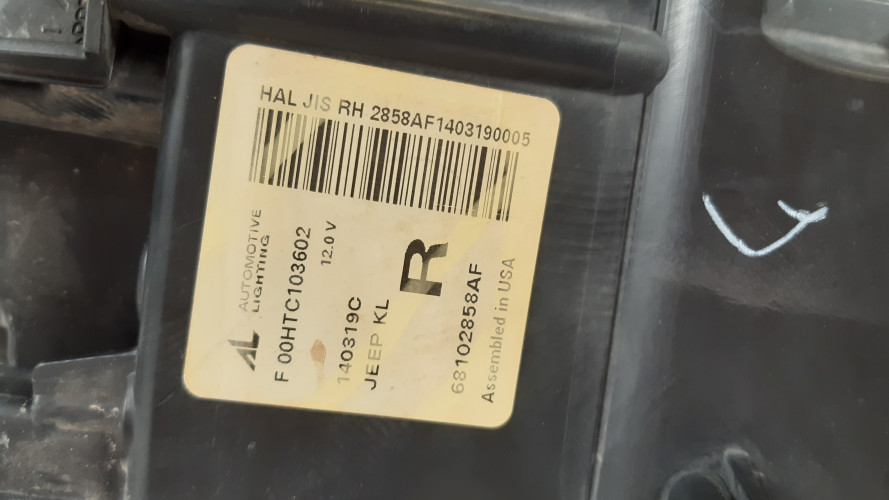 HAL JIS RH 2858AF1403190005
AL AUTOMOTIVE
LIGHTING
F 00HTC103602
12.0 V
140319C
JEEP KL
R
68102858AF
Assembled in USA